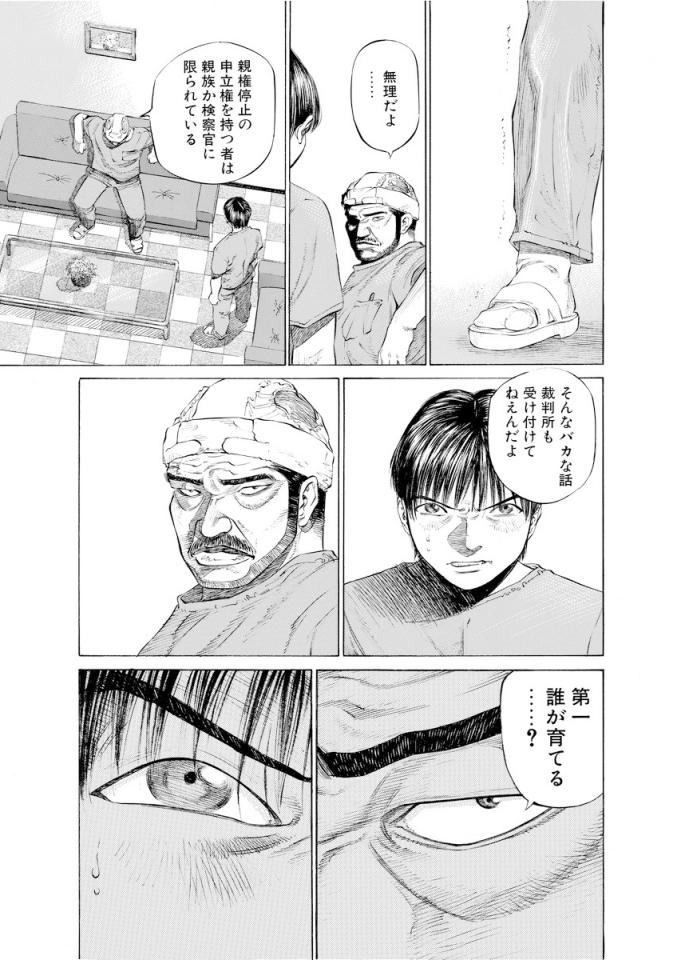 無理だよ
……
親権停止の
申立権を持つ者は
親族か検察官に
限られている
そんなバカな話
裁判所も
受け付けて
ねえんだよ
第一
誰が育てる
……?